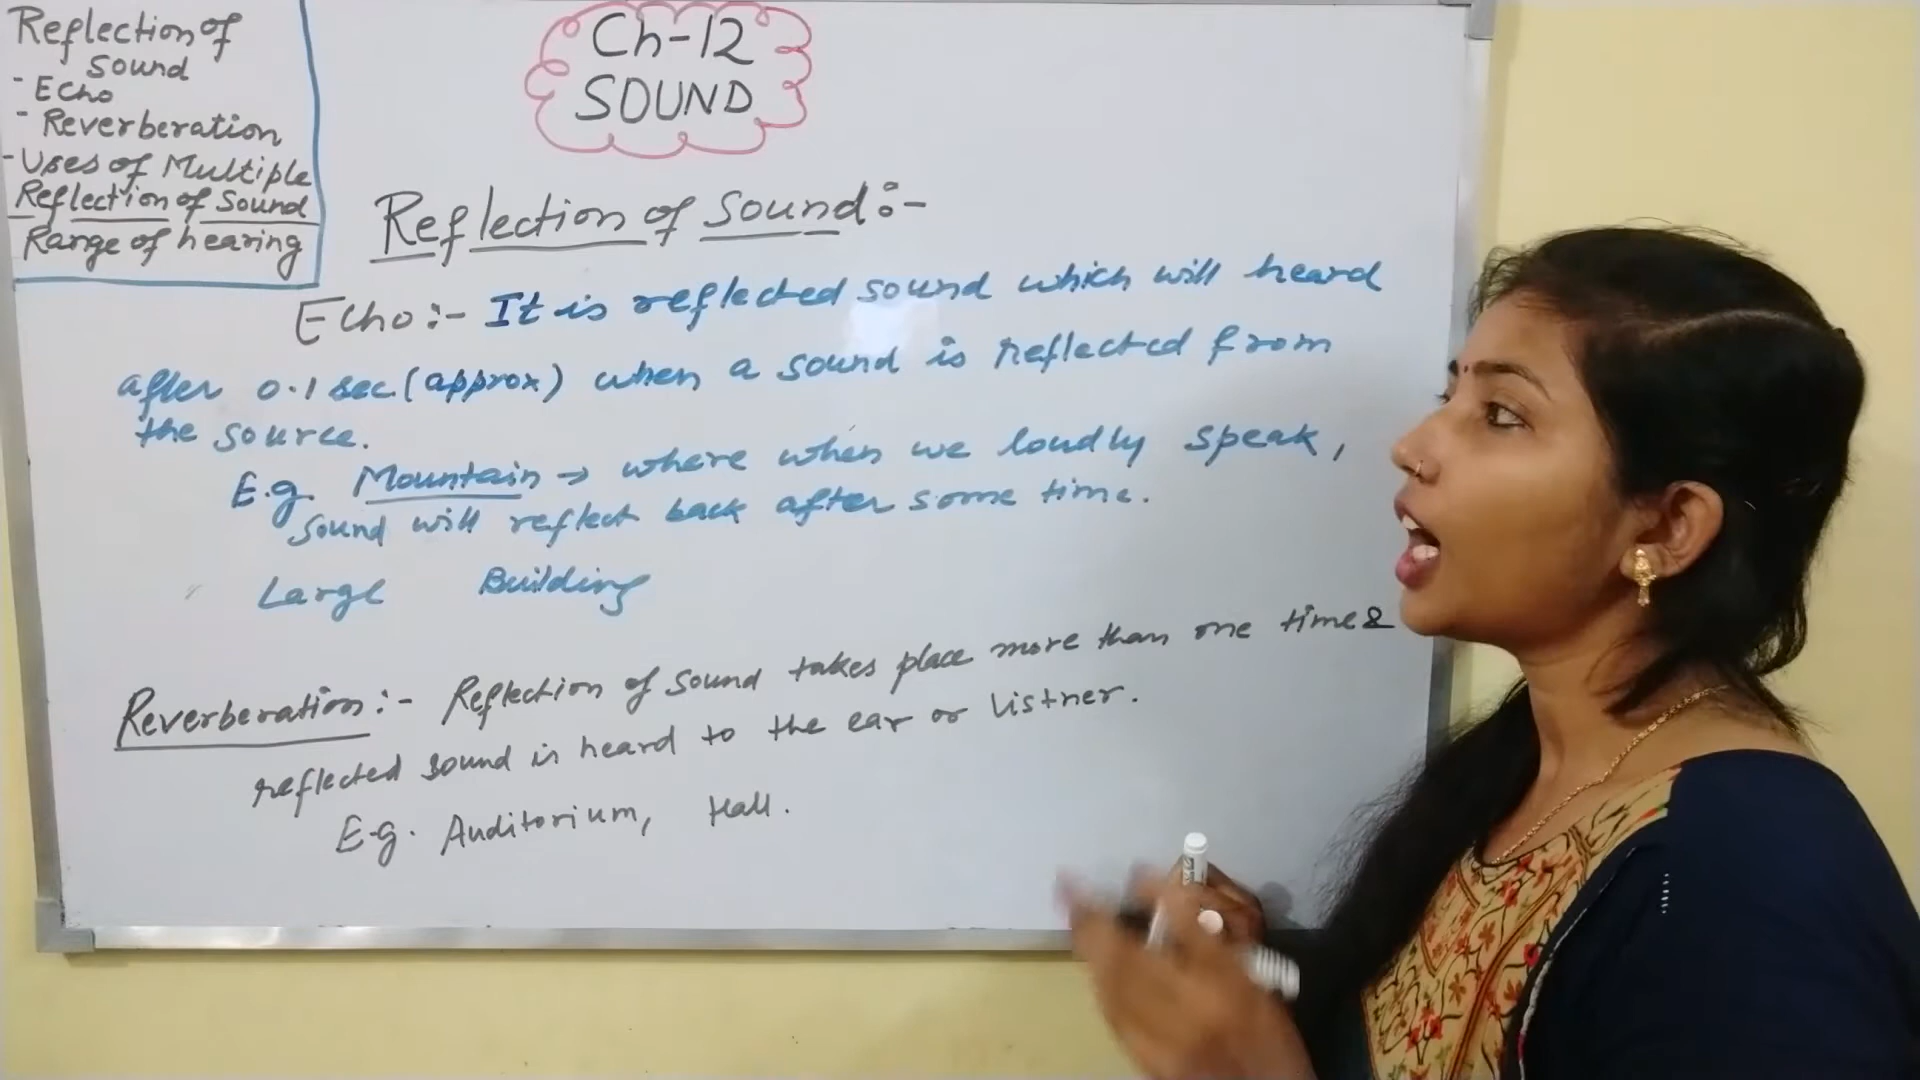 Reflection of
Sound
- Echo
- Reverberation
- Uses of Multiple
Reflection of Sound
Range of hearing
Ch-12
SOUND
Reflection of Sound:-
Echo:- It is reflected sound which will heard
after 0.1 sec (approx) when a sound is reflected from
the source.
E.g. Mountain → where when we loudly speak,
sound will reflect back after some time.
Large Building
Reverberation:- Reflection of sound takes place more than one time &
reflected sound is heard to the ear or listner.
E.g. Auditorium, Hall.